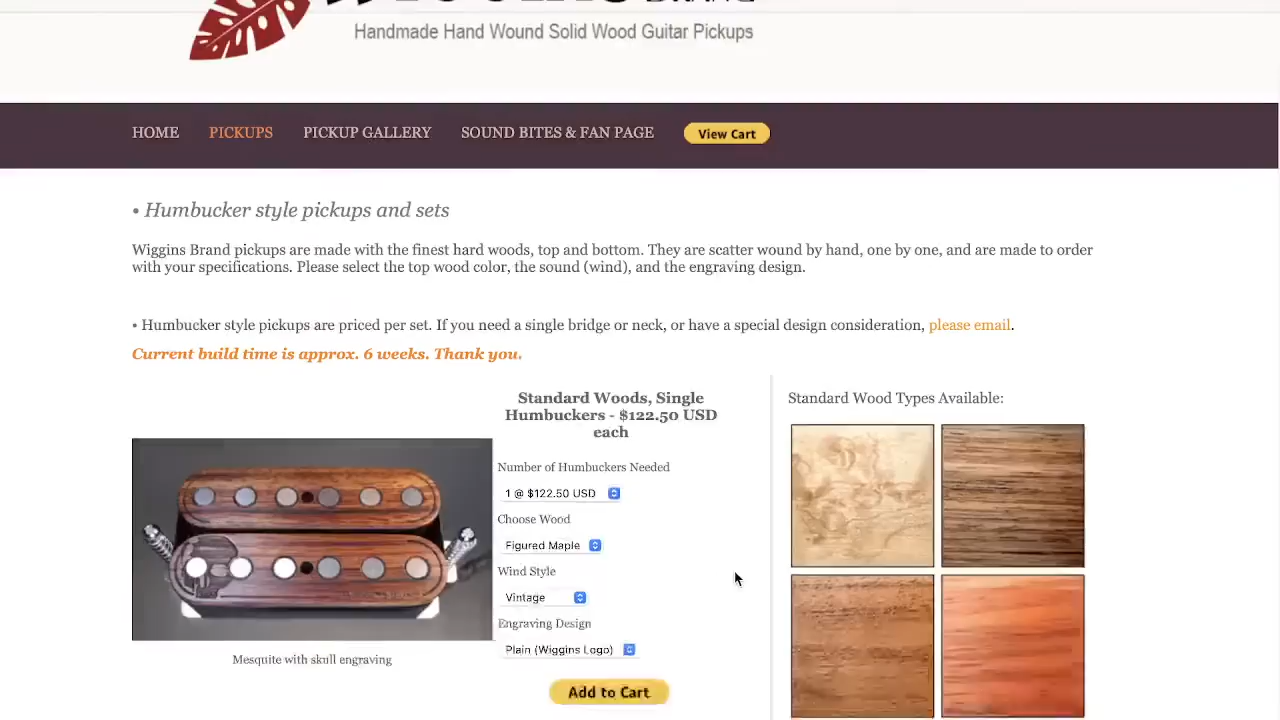 Handmade Hand Wound Solid Wood Guitar Pickups
HOME PICKUPS PICKUP GALLERY SOUND BITES & FAN PAGE View Cart
• Humbucker style pickups and sets
Wiggins Brand pickups are made with the finest hard woods, top and bottom. They are scatter wound by hand, one by one, and are made to order
with your specifications. Please select the top wood color, the sound (wind), and the engraving design.
• Humbucker style pickups are priced per set. If you need a single bridge or neck, or have a special design consideration, please email.
Current build time is approx. 6 weeks. Thank you.
Standard Woods, Single
Humbuckers - $122.50 USD
each
Number of Humbuckers Needed
1 @ $122.50 USD
Choose Wood
Figured Maple
Wind Style
Vintage
Engraving Design
Plain (Wiggins Logo)
Add to Cart
Mesquite with skull engraving
Standard Wood Types Available: